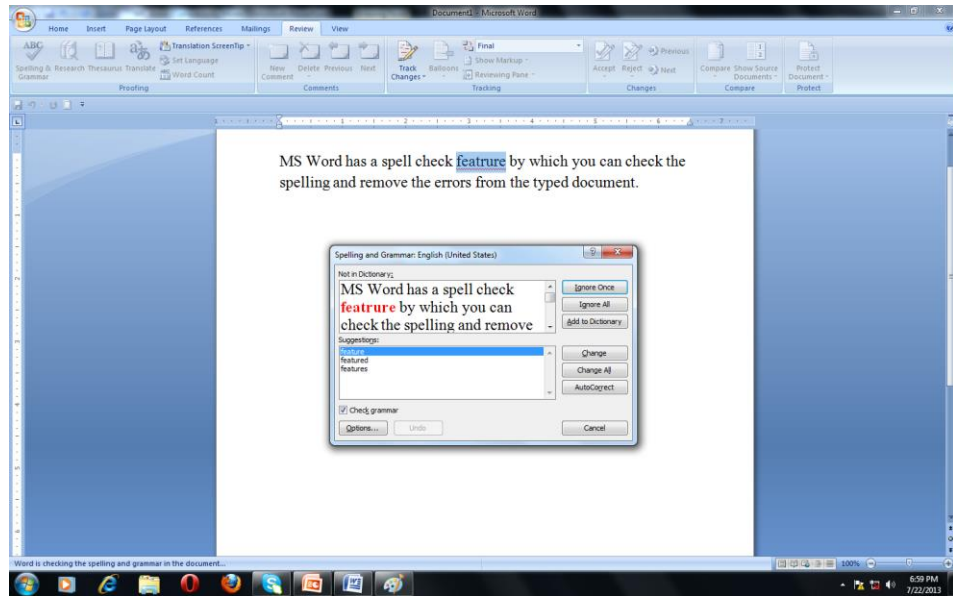 Document1 - Microsoft Word
Home Insert Page Layout References Mailings Review View
ABC Translation ScreenTip Final Previous
Set Language Show Markup
Spelling & Grammar Research Thesaurus Translate Word Count New Comment Delete Previous Next Track Changes Balloons Reviewing Pane Accept Reject Next Compare Show Source Documents Protect Document
Proofing Comments Tracking Changes Compare Protect
MS Word has a spell check featrure by which you can check the
spelling and remove the errors from the typed document.
Spelling and Grammar: English (United States)
Not in Dictionary:
MS Word has a spell check
featrure by which you can
check the spelling and remove
Ignore Once
Ignore All
Add to Dictionary
Suggestions:
feature
featured
features
Change
Change All
AutoCorrect
Check grammar
Options... Undo Cancel
Word is checking the spelling and grammar in the document...
100%
6:59 PM
7/22/2013